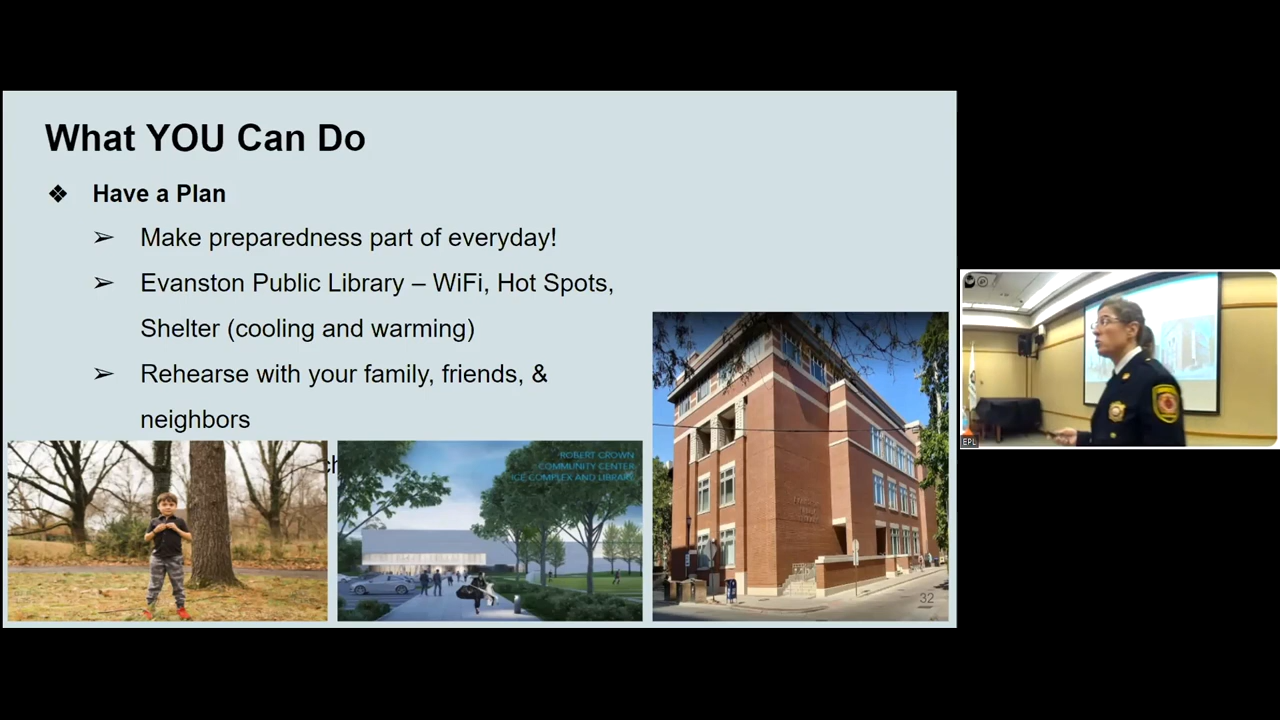 What YOU Can Do
❖ Have a Plan
➢ Make preparedness part of everyday!
➢ Evanston Public Library – WiFi, Hot Spots,
Shelter (cooling and warming)
➢ Rehearse with your family, friends, &
neighbors
ROBERT CROWN
COMMUNITY CENTER
ICE COMPLEX AND LIBRARY
32
EPL